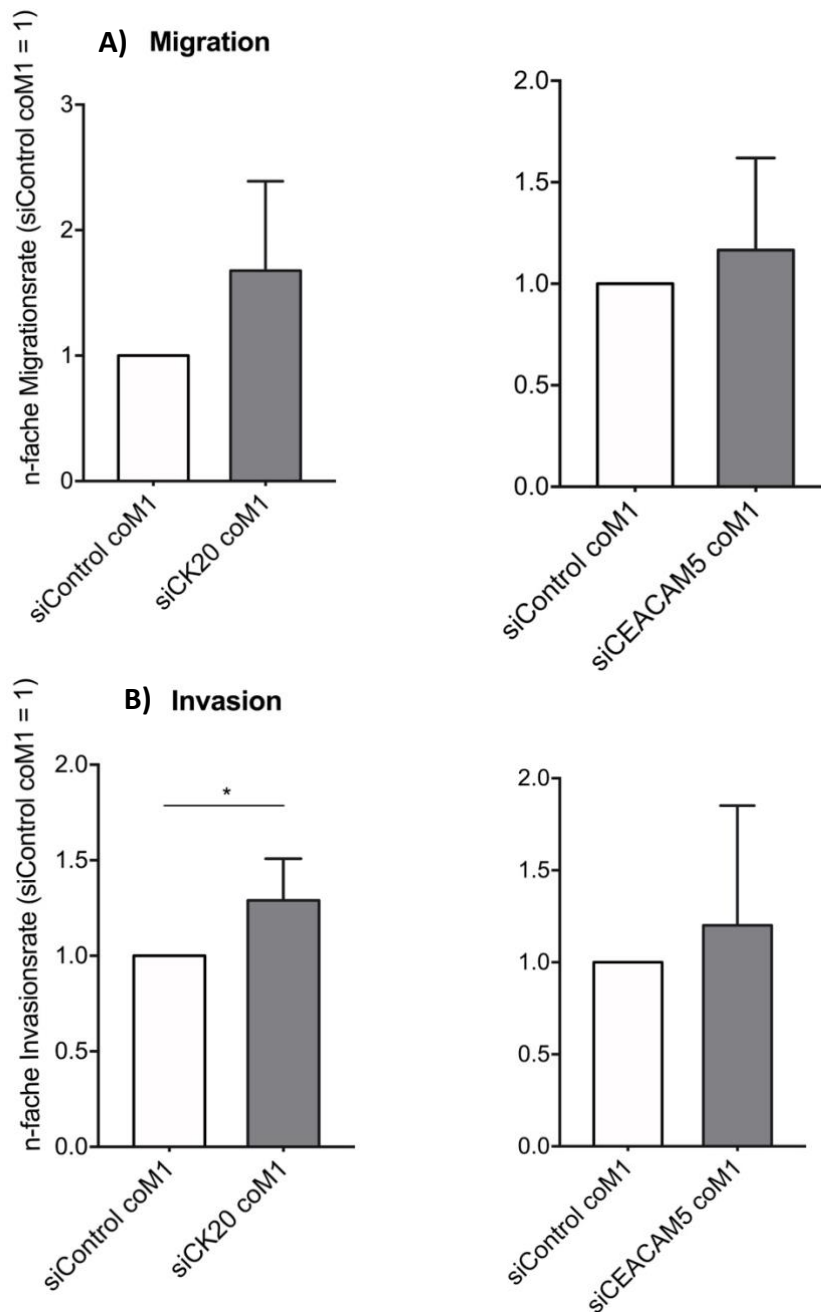 A) Migration
n-fache Migrationsrate (siControl coM1 = 1)
3
2
1
0
siControl coM1
siCK20 coM1
2.0
1.5
1.0
0.5
0.0
siControl coM1
siCEACAM5 coM1
B) Invasion
n-fache Invasionsrate (siControl coM1 = 1)
2.0
1.5
1.0
0.5
0.0
*
siControl coM1
siCK20 coM1
2.0
1.5
1.0
0.5
0.0
siControl coM1
siCEACAM5 coM1